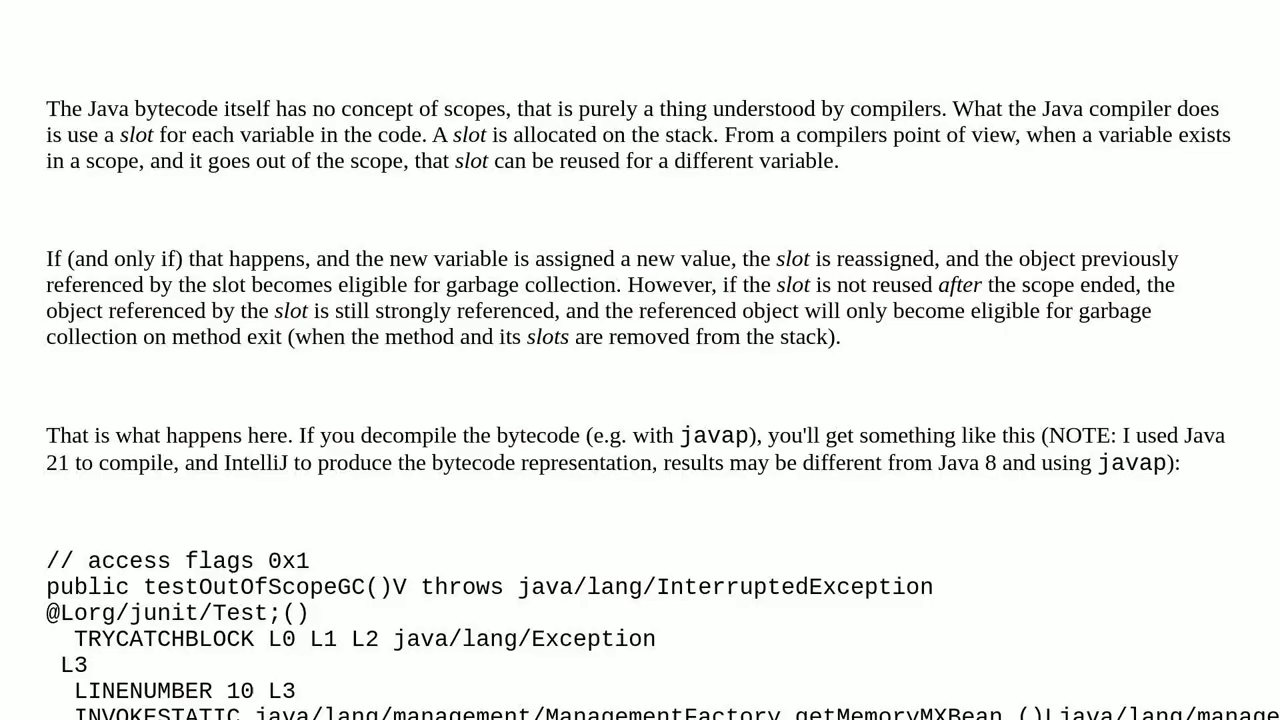 The Java bytecode itself has no concept of scopes, that is purely a thing understood by compilers. What the Java compiler does
is use a slot for each variable in the code. A slot is allocated on the stack. From a compilers point of view, when a variable exists
in a scope, and it goes out of the scope, that slot can be reused for a different variable.
If (and only if) that happens, and the new variable is assigned a new value, the slot is reassigned, and the object previously
referenced by the slot becomes eligible for garbage collection. However, if the slot is not reused after the scope ended, the
object referenced by the slot is still strongly referenced, and the referenced object will only become eligible for garbage
collection on method exit (when the method and its slots are removed from the stack).
That is what happens here. If you decompile the bytecode (e.g. with javap), you'll get something like this (NOTE: I used Java
21 to compile, and IntelliJ to produce the bytecode representation, results may be different from Java 8 and using javap):
// access flags 0x1
public testOutOfScopeGC()V throws java/lang/InterruptedException
@Lorg/junit/Test;()
  TRYCATCHBLOCK L0 L1 L2 java/lang/Exception
 L3
  LINENUMBER 10 L3
  INVOKESTATIC java/lang/management/ManagementFactory.getMemoryMXBean ()Ljava/lang/manage